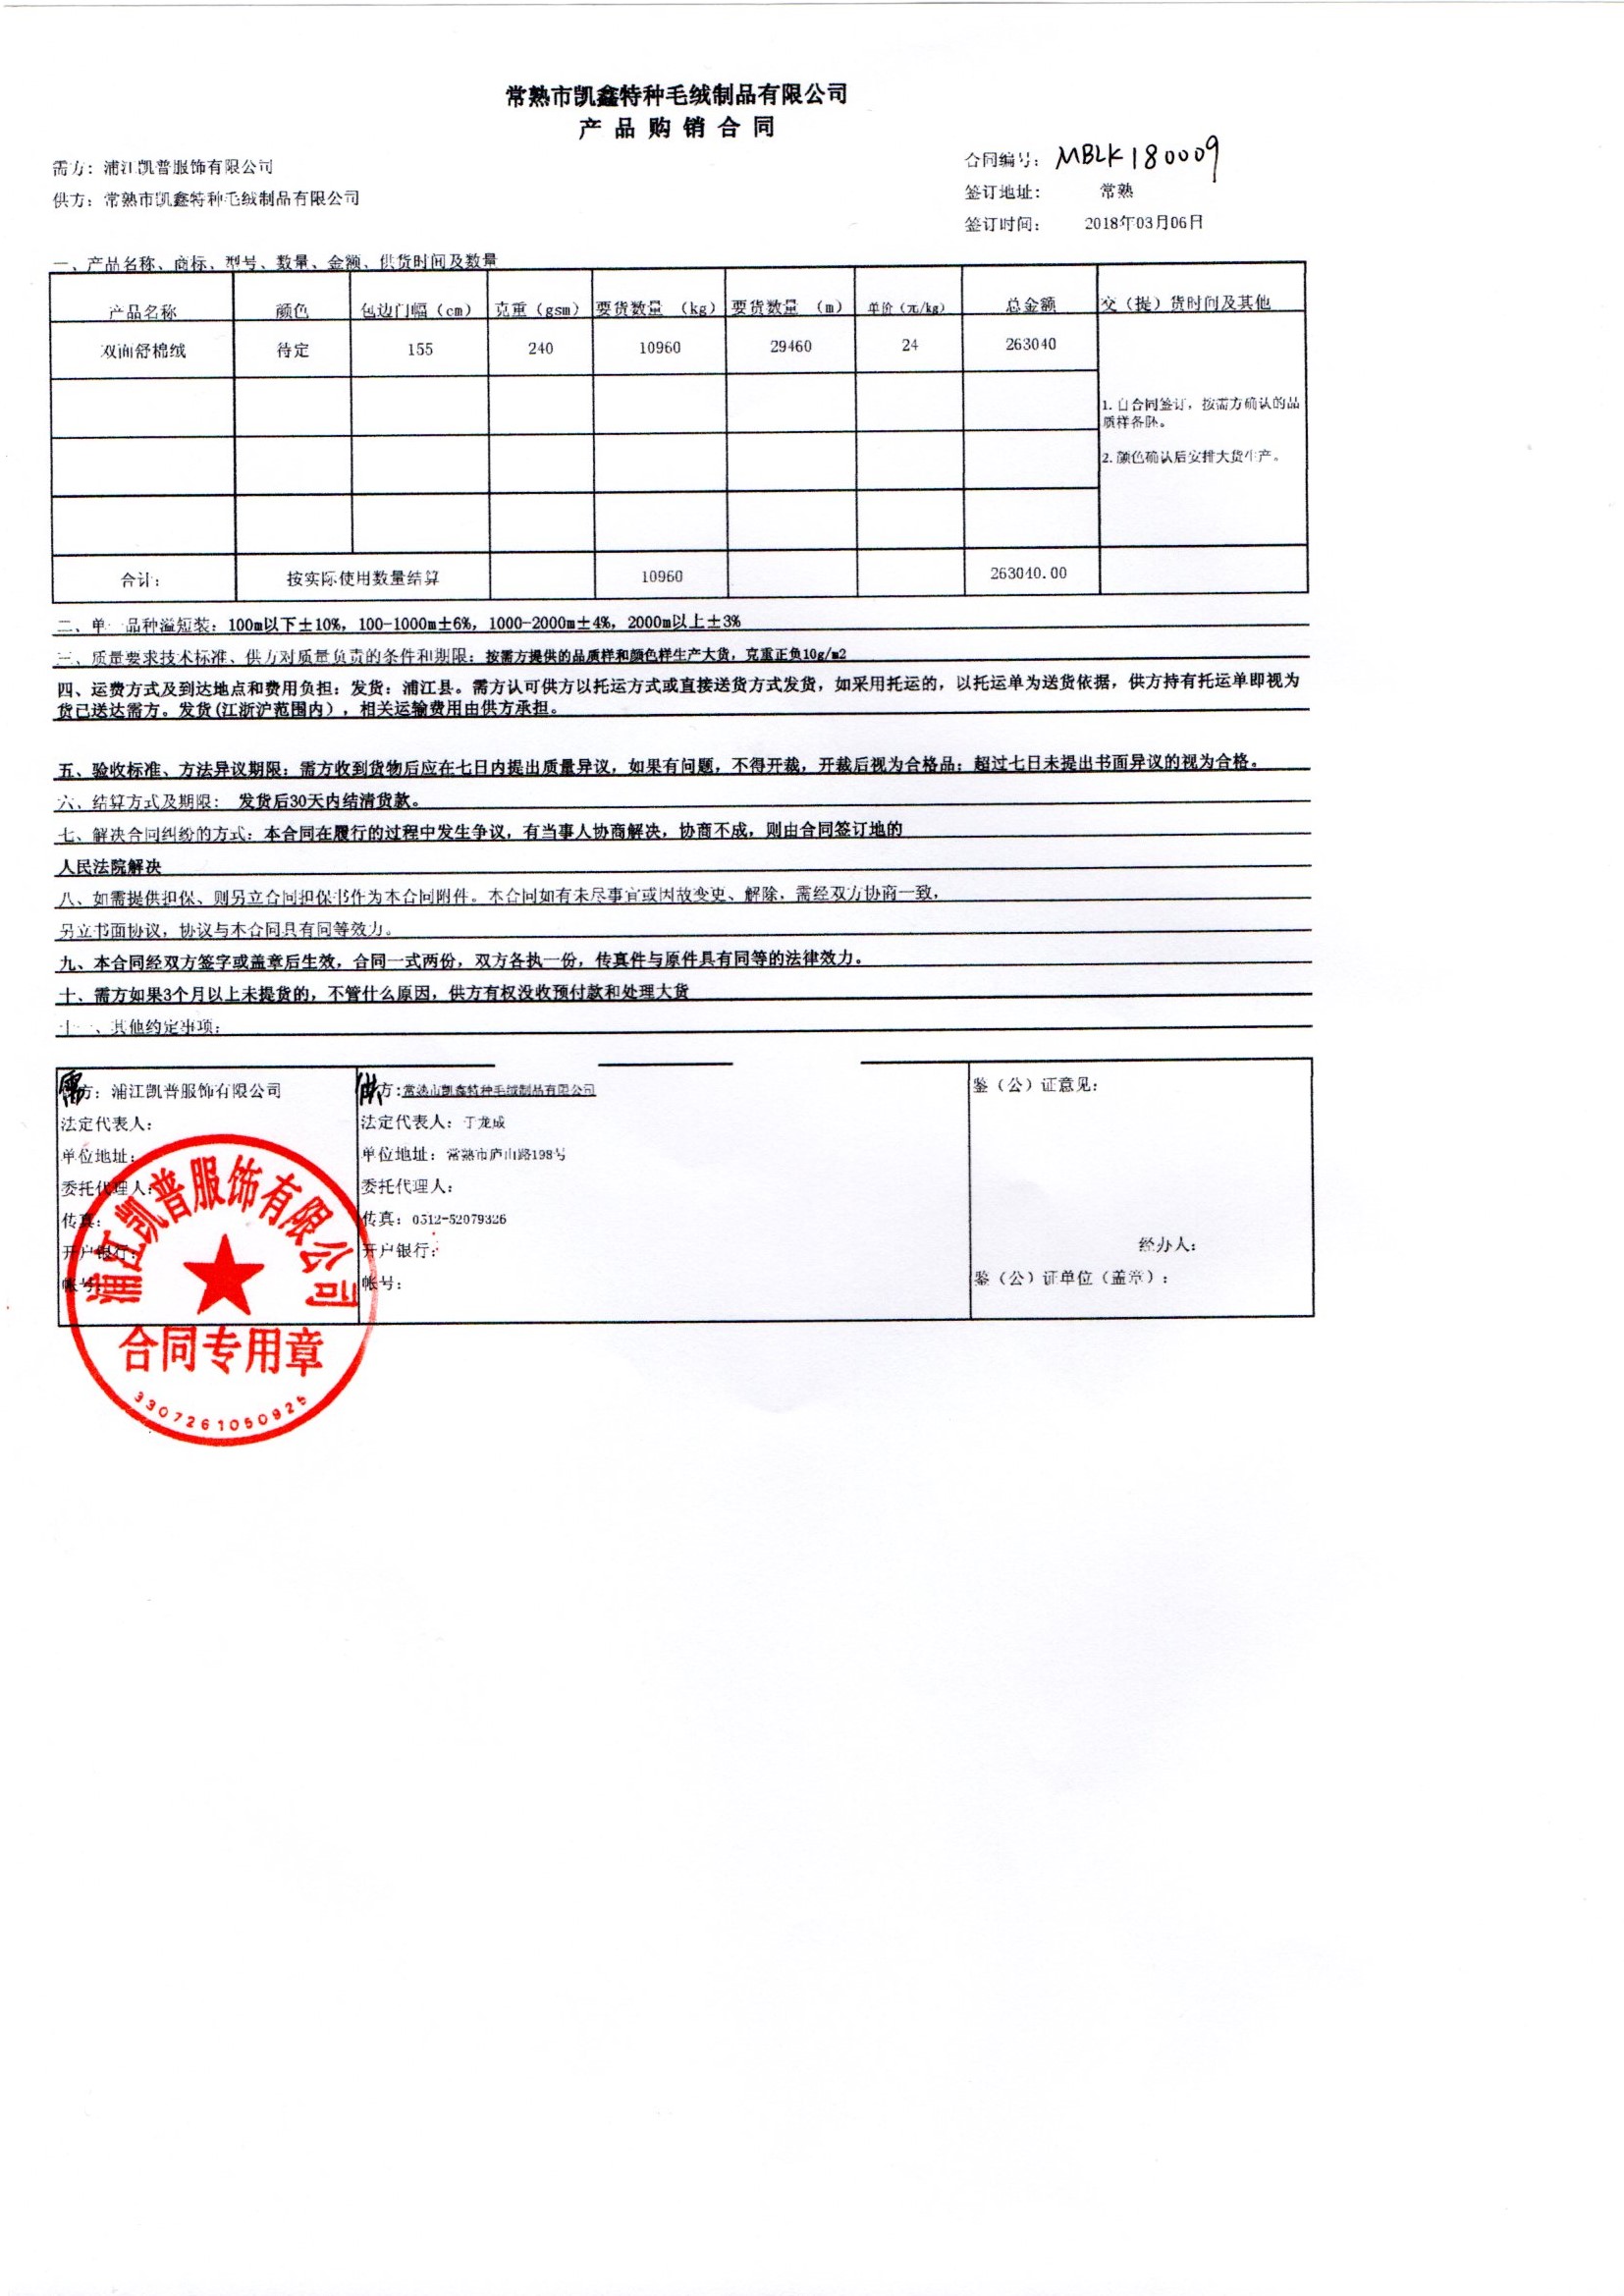 常熟市凯鑫特种毛绒制品有限公司
产品购销合同
需方：浦江凯普服饰有限公司
合同编号：MBLK180009
供方：常熟市凯鑫特种毛绒制品有限公司
签订地址：常熟
签订时间：2018年03月06日
一、产品名称、商标、型号、数量、金额、供货时间及数量
产品名称 颜色 包边门幅（cm） 克重（gsm） 要货数量（kg） 要货数量（m） 单价（元/kg） 总金额 交（提）货时间及其他
双面舒棉绒 待定 155 240 10960 29460 24 263040
1.自合同签订，按需方确认的品
质样备胚。
2.颜色确认后安排大货生产。
合计： 按实际使用数量结算 10960 263040.00
二、单一品种溢短装：100m以下±10%，100-1000m±6%，1000-2000m±4%，2000m以上±3%
三、质量要求技术标准、供方对质量负责的条件和期限：按需方提供的品质样和颜色样生产大货，克重正负10g/m2
四、运费方式及到达地点和费用负担：发货：浦江县。需方认可供方以托运方式或直接送货方式发货，如采用托运的，以托运单为送货依据，供方持有托运单即视为
货已送达需方。发货(江浙沪范围内），相关运输费用由供方承担。
五、验收标准、方法异议期限：需方收到货物后应在七日内提出质量异议，如果有问题，不得开裁，开裁后视为合格品；超过七日未提出书面异议的视为合格。
六、结算方式及期限：发货后30天内结清货款。
七、解决合同纠纷的方式：本合同在履行的过程中发生争议，有当事人协商解决，协商不成，则由合同签订地的
人民法院解决
八、如需提供担保、则另立合同担保书作为本合同附件。本合同如有未尽事宜或因故变更、解除，需经双方协商一致，
另立书面协议，协议与本合同具有同等效力。
九、本合同经双方签字或盖章后生效，合同一式两份，双方各执一份，传真件与原件具有同等的法律效力。
十、需方如果3个月以上未提货的，不管什么原因，供方有权没收预付款和处理大货
十一、其他约定事项：
需方：浦江凯普服饰有限公司
法定代表人：
单位地址：
委托代理人：
传真：
开户银行：
帐号：
供方：常熟市凯鑫特种毛绒制品有限公司
法定代表人：于龙成
单位地址：常熟市庐山路198号
委托代理人：
传真：0512-52079326
开户银行：
帐号：
鉴（公）证意见：
经办人：
鉴（公）证单位（盖章）：
浦江凯普服饰有限公司
合同专用章
3307261050925